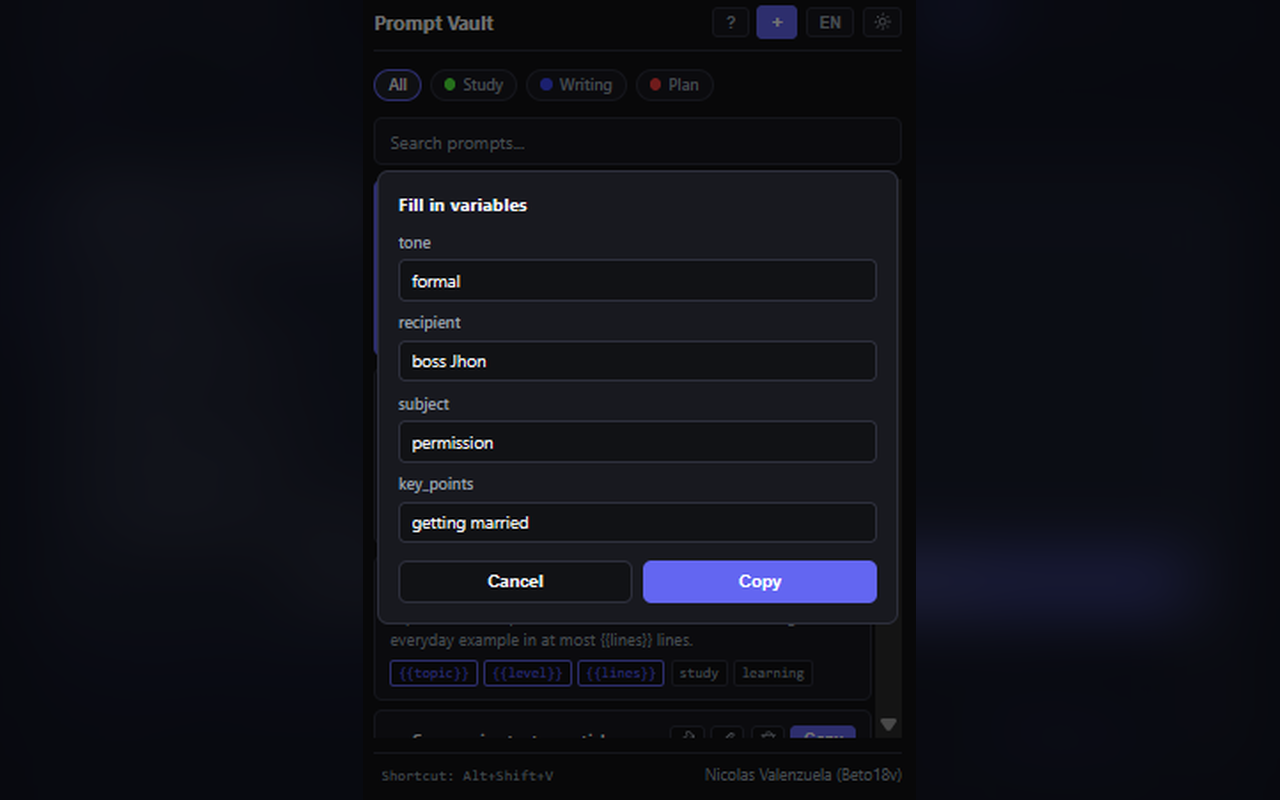 Prompt Vault
? + EN
All Study Writing Plan
Search prompts...
Fill in variables
tone
formal
recipient
boss Jhon
subject
permission
key_points
getting married
Cancel Copy
everyday example in at most {{lines}} lines.
{{topic}} {{level}} {{lines}} study learning
Copy
Shortcut: Alt+Shift+V Nicolas Valenzuela (Beto18v)